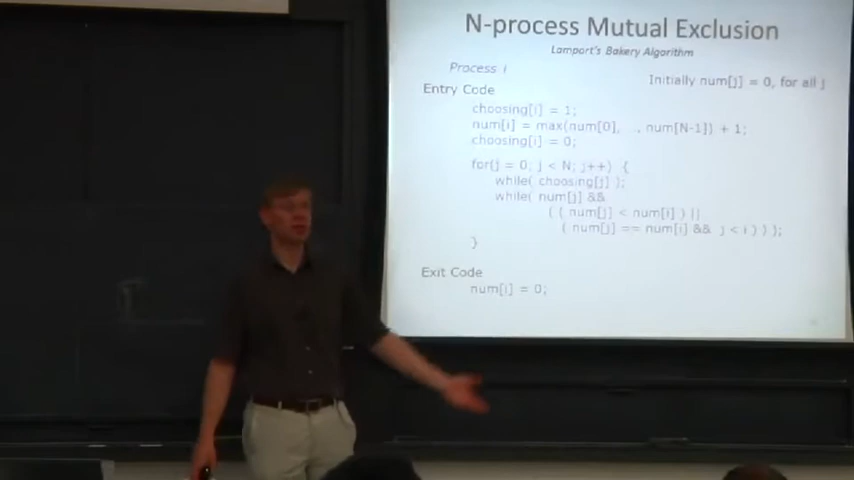 N-process Mutual Exclusion
Lamport's Bakery Algorithm
Process i
Initially num[j] = 0, for all j
Entry Code
choosing[i] = 1;
num[i] = max(num[0], .., num[N-1]) + 1;
choosing[i] = 0;
for(j = 0; j < N; j++) {
while( choosing[j] );
while( num[j] &&
( ( num[j] < num[i] ) ||
( num[j] == num[i] && j < i ) ) );
}
Exit Code
num[i] = 0;